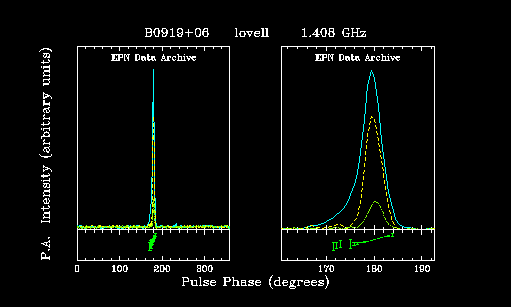 B0919+06 lovell 1.408 GHz
EPN Data Archive EPN Data Archive
P.A. Intensity (arbitrary units)
0 100 200 300 170 180 190
Pulse Phase (degrees)